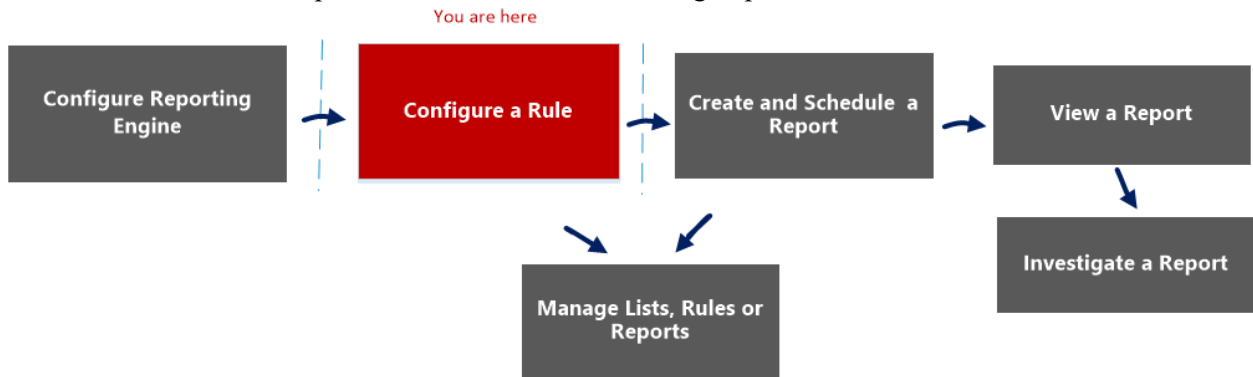 You are here
Configure Reporting
Engine
Configure a Rule
Create and Schedule a
Report
View a Report
Investigate a Report
Manage Lists, Rules or
Reports